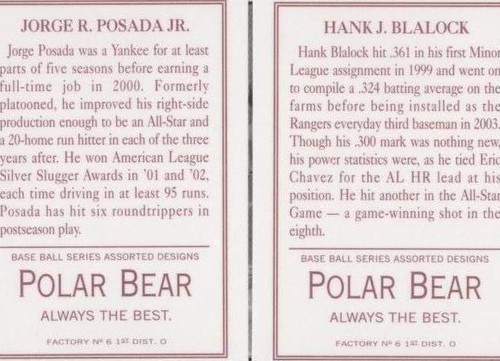 JORGE R. POSADA JR.
Jorge Posada was a Yankee for at least
parts of five seasons before earning a
full-time job in 2000. Formerly
platooned, he improved his right-side
production enough to be an All-Star and
a 20-home run hitter in each of the three
years after. He won American League
Silver Slugger Awards in '01 and '02,
each time driving in at least 95 runs.
Posada has hit six roundtrippers in
postseason play.
BASE BALL SERIES ASSORTED DESIGNS
POLAR BEAR
ALWAYS THE BEST.
FACTORY Nº 6 1ST DIST. O
HANK J. BLALOCK
Hank Blalock hit .361 in his first Minor
League assignment in 1999 and went on
to compile a .324 batting average on the
farms before being installed as the
Rangers everyday third baseman in 2003.
Though his .300 mark was nothing new,
his power statistics were, as he tied Eric
Chavez for the AL HR lead at his
position. He hit another in the All-Star
Game — a game-winning shot in the
eighth.
BASE BALL SERIES ASSORTED DESIGNS
POLAR BEAR
ALWAYS THE BEST.
FACTORY Nº 6 1ST DIST. O